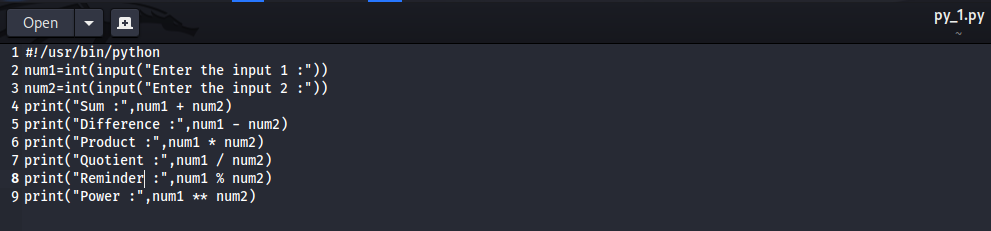 Open
py_1.py
~
1 #!/usr/bin/python
2 num1=int(input("Enter the input 1 :"))
3 num2=int(input("Enter the input 2 :"))
4 print("Sum :",num1 + num2)
5 print("Difference :",num1 - num2)
6 print("Product :",num1 * num2)
7 print("Quotient :",num1 / num2)
8 print("Reminder :",num1 % num2)
9 print("Power :",num1 ** num2)